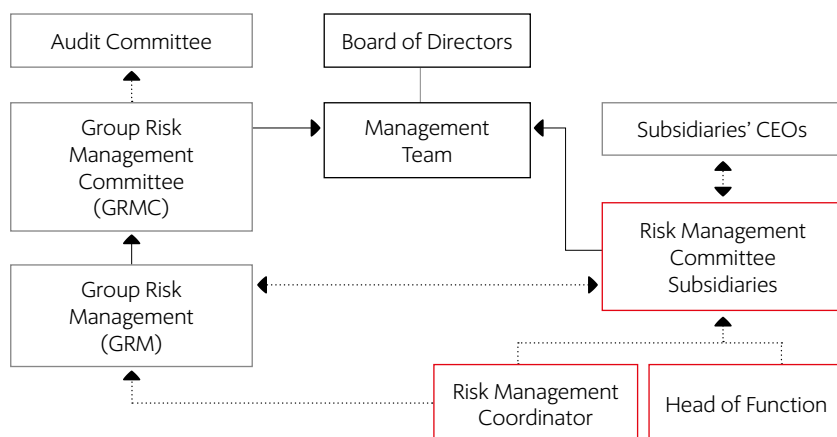 Audit Committee
Board of Directors
Group Risk
Management
Committee
(GRMC)
Management
Team
Subsidiaries’ CEOs
Risk Management
Committee
Subsidiaries
Group Risk
Management
(GRM)
Risk Management
Coordinator
Head of Function